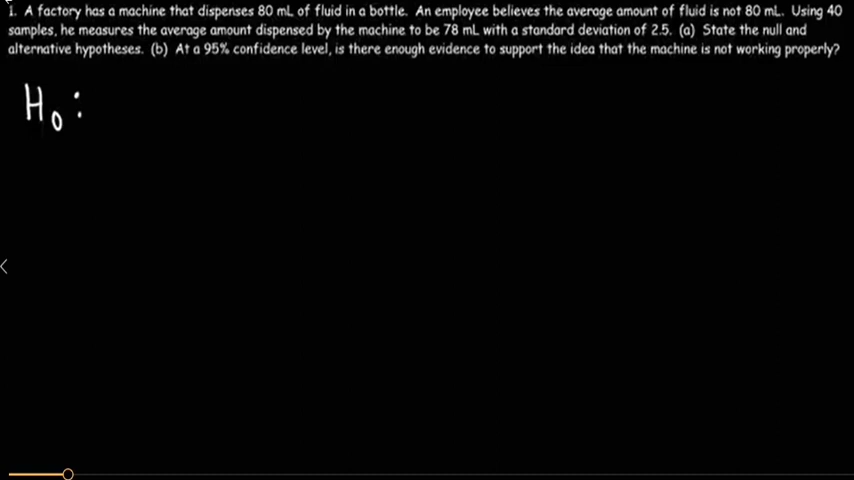 1. A factory has a machine that dispenses 80 mL of fluid in a bottle. An employee believes the average amount of fluid is not 80 mL. Using 40
samples, he measures the average amount dispensed by the machine to be 78 mL with a standard deviation of 2.5. (a) State the null and
alternative hypotheses. (b) At a 95% confidence level, is there enough evidence to support the idea that the machine is not working properly?
H₀: